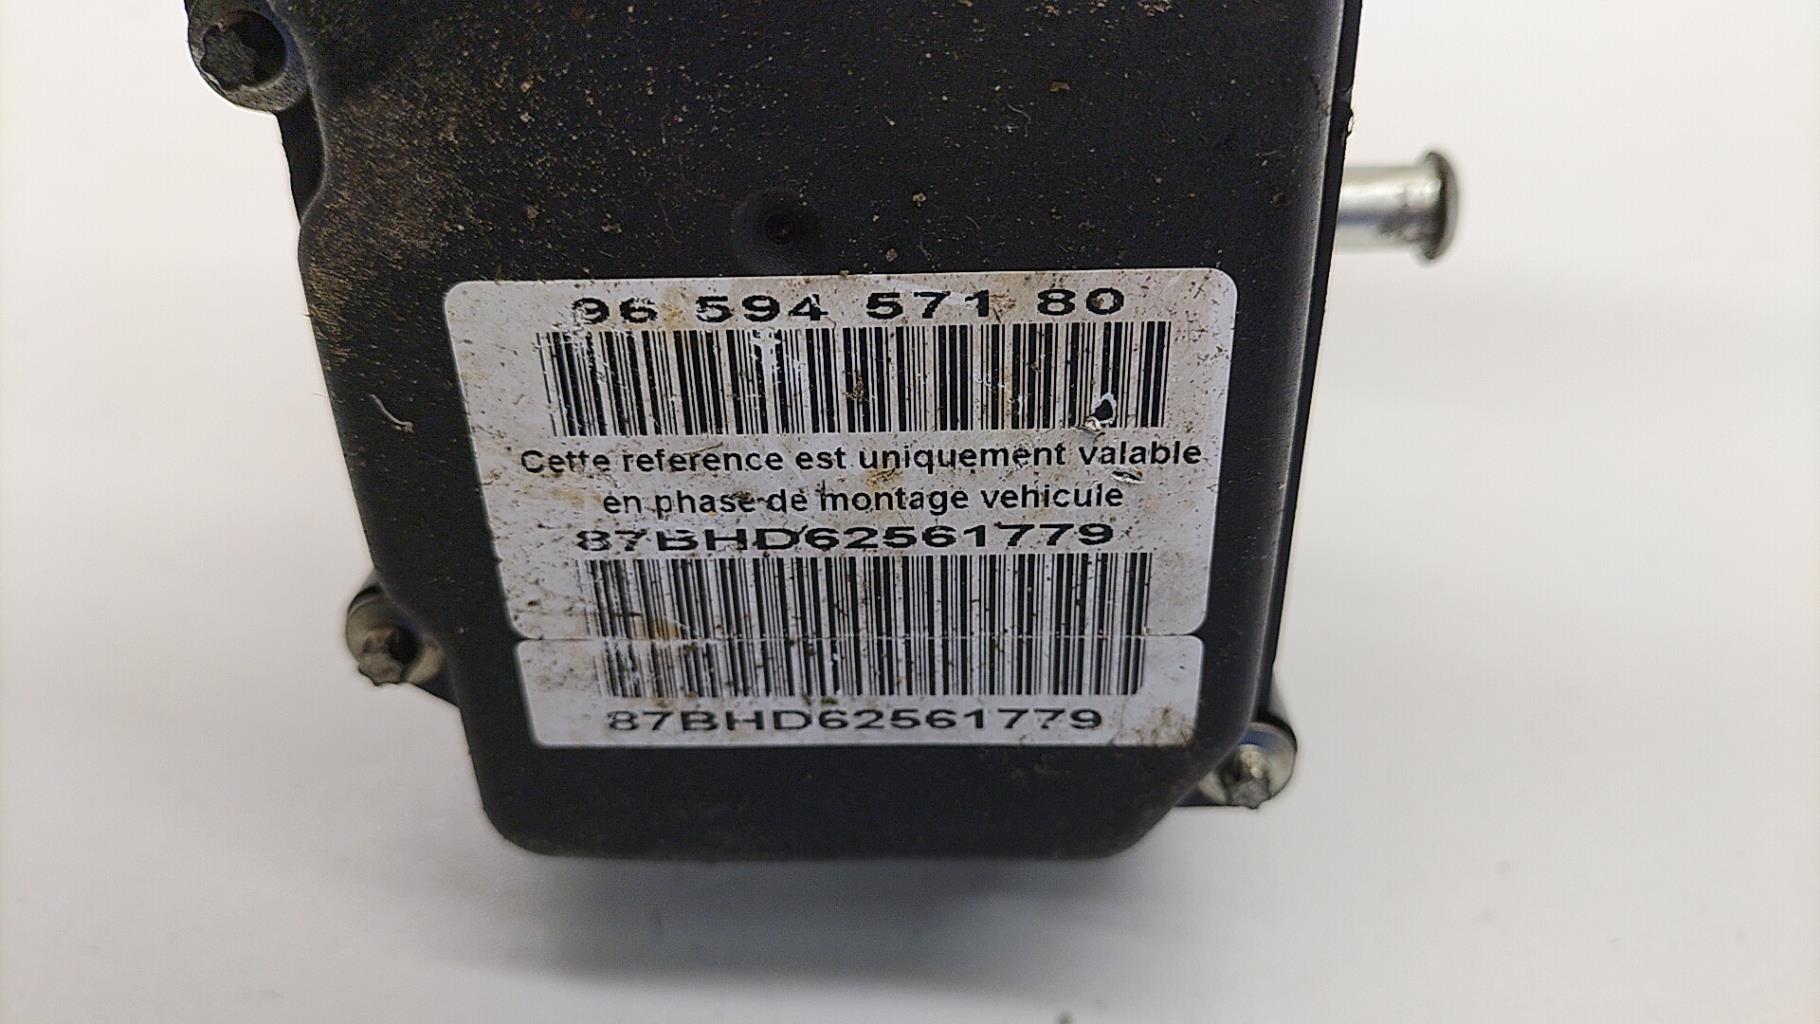 96 594 571 80
Cette reference est uniquement valable
en phase de montage vehicule
87BHD62561779
87BHD62561779